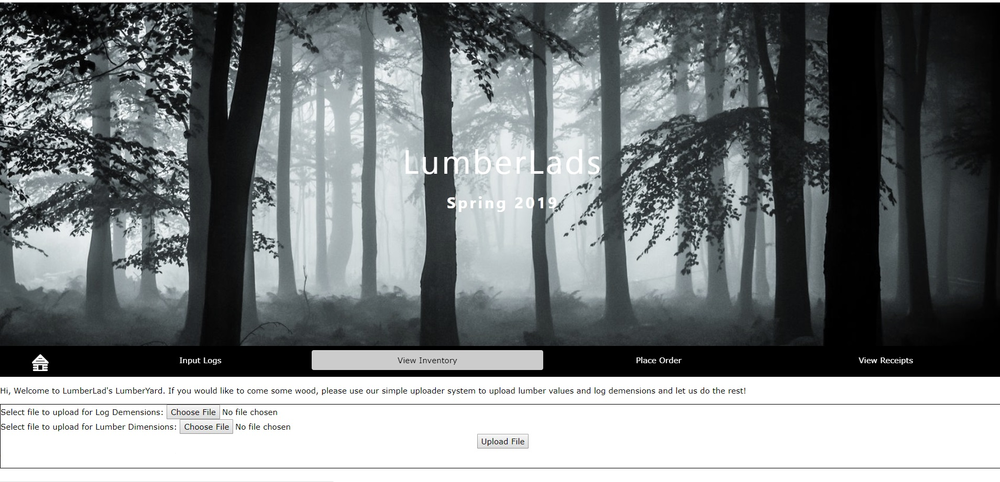 LumberLads
Spring 2019
Input Logs View Inventory Place Order View Receipts
Hi, Welcome to LumberLad's LumberYard. If you would like to come some wood, please use our simple uploader system to upload lumber values and log demensions and let us do the rest!
Select file to upload for Log Demensions: Choose File No file chosen
Select file to upload for Lumber Dimensions: Choose File No file chosen
Upload File